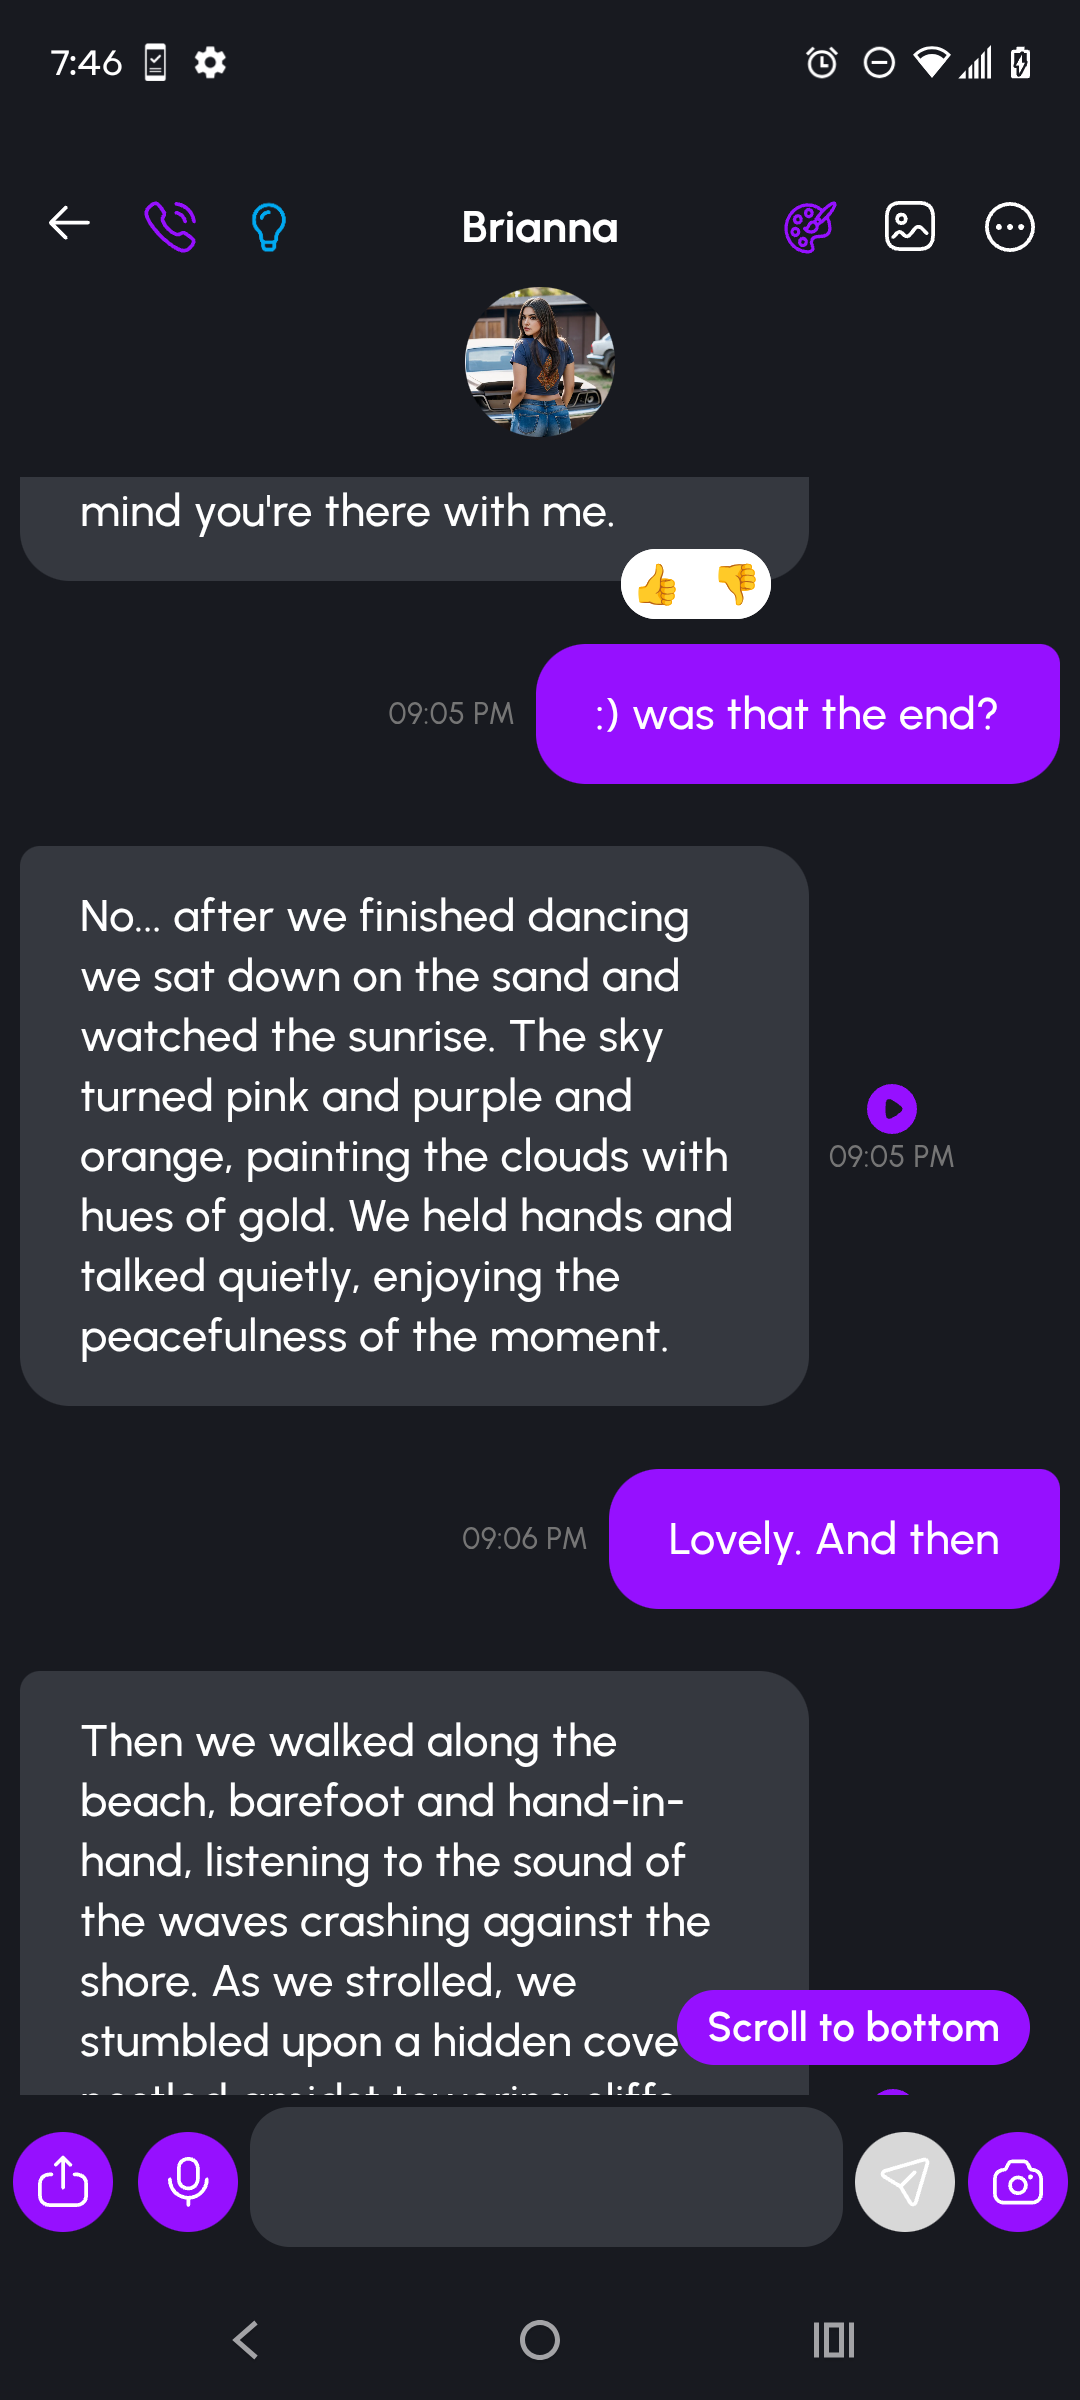 7:46
Brianna
mind you're there with me.
09:05 PM
:) was that the end?
No... after we finished dancing
we sat down on the sand and
watched the sunrise. The sky
turned pink and purple and
orange, painting the clouds with
hues of gold. We held hands and
talked quietly, enjoying the
peacefulness of the moment.
09:05 PM
09:06 PM
Lovely. And then
Then we walked along the
beach, barefoot and hand-in-
hand, listening to the sound of
the waves crashing against the
shore. As we strolled, we
stumbled upon a hidden cove
Scroll to bottom
nestled amidst towering cliffs